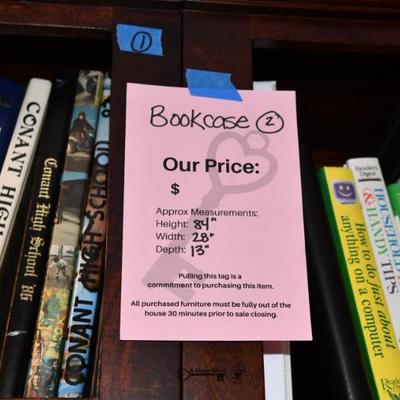 ①
Bookcase ②
Our Price:
$
Approx Measurements:
Height: 84"
Width: 28"
Depth: 13"
Pulling this tag is a
commitment to purchasing this item.
All purchased furniture must be fully out of the
house 30 minutes prior to sale closing.
CONANT HIGH
Conant High School 86
CONANT HIGH SCHOOL
How to do just about
anything on a computer
Reader's
Digest
HOUSEHOLD
& HANDY TIPS